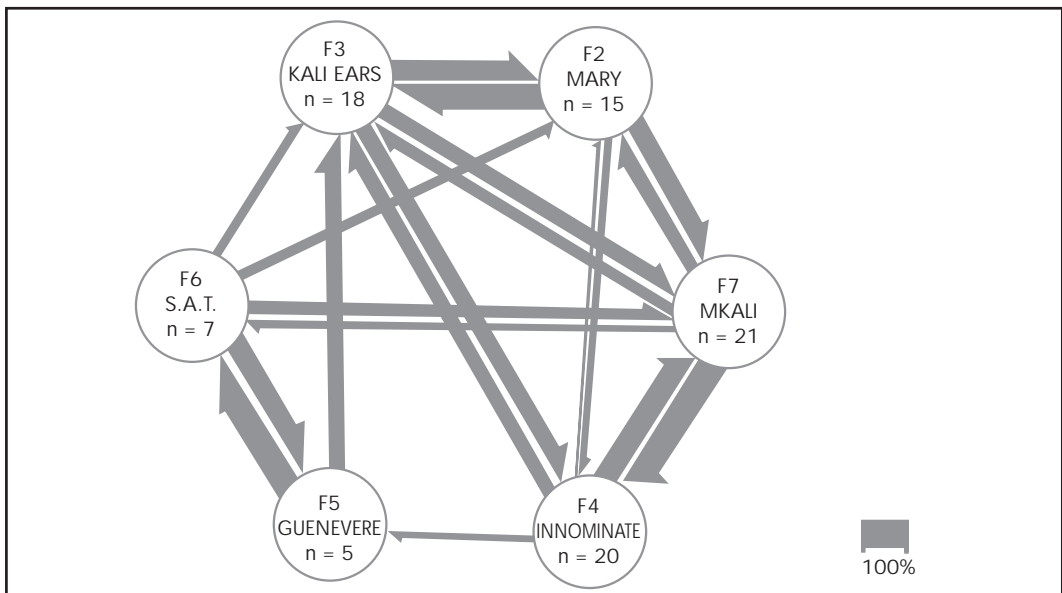 F3
KALI EARS
n = 18
F2
MARY
n = 15
F6
S.A.T.
n = 7
F7
MKALI
n = 21
F5
GUENEVERE
n = 5
F4
INNOMINATE
n = 20
100%